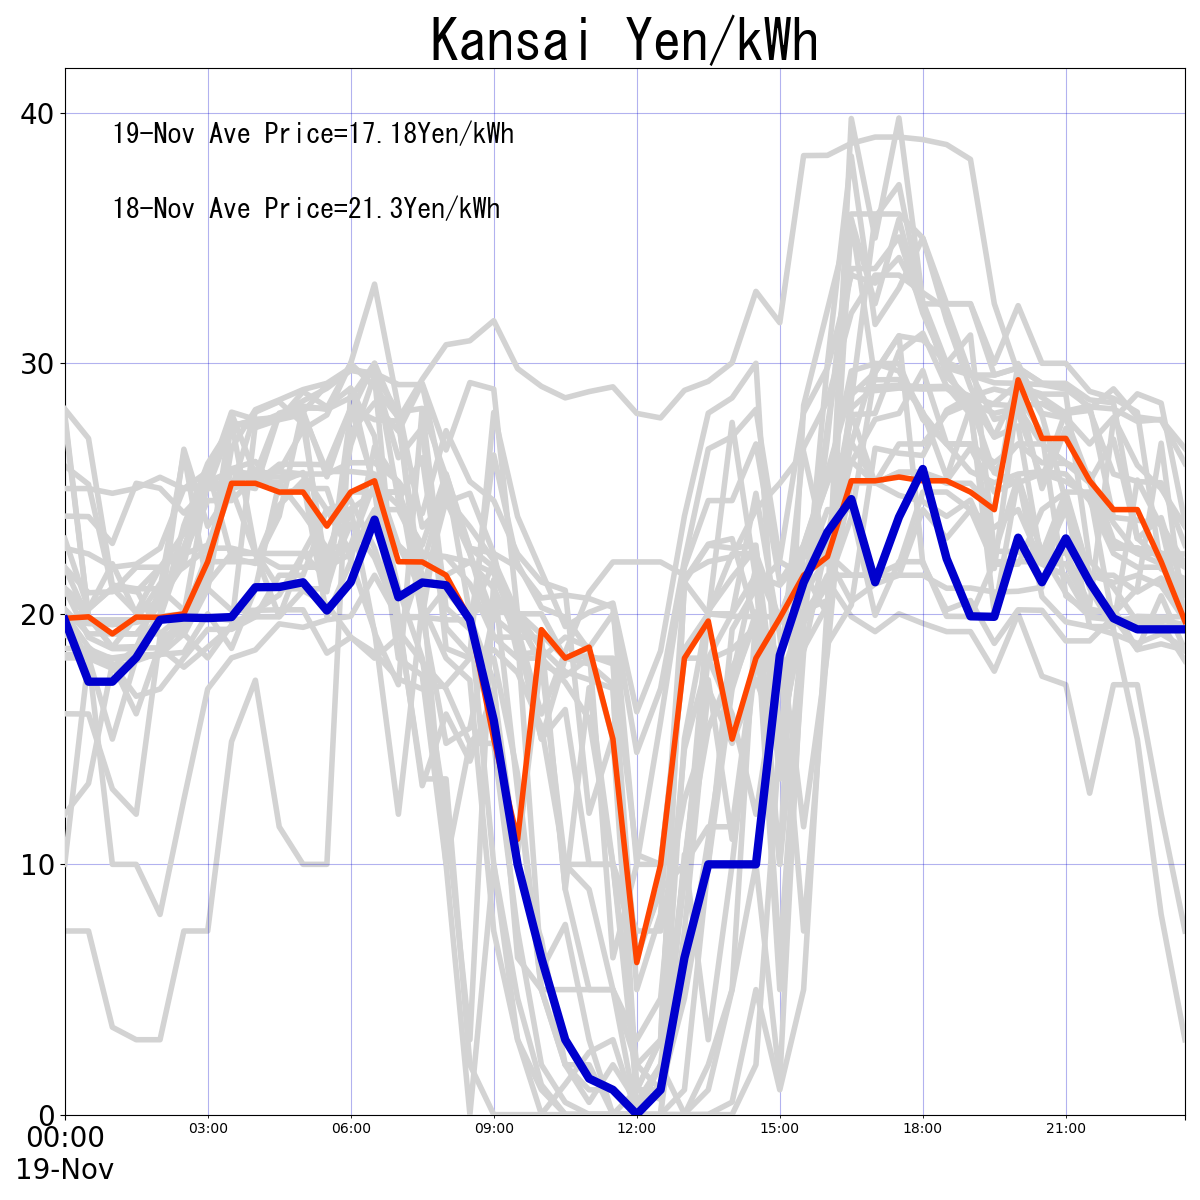 Kansai Yen/kWh
40
19-Nov Ave Price=17.18Yen/kWh
18-Nov Ave Price=21.3Yen/kWh
30
20
10
0
00:00 03:00 06:00 09:00 12:00 15:00 18:00 21:00
19-Nov